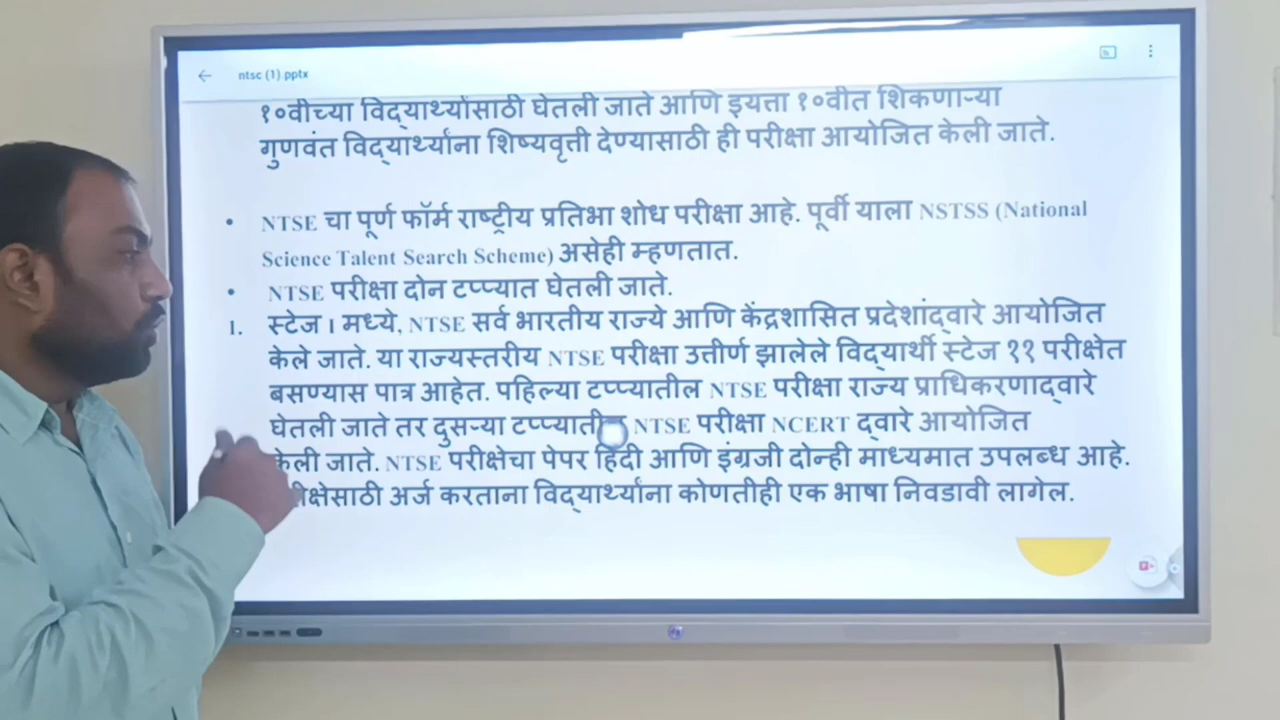 ntsc (1).pptx
१०वीच्या विद्यार्थ्यांसाठी घेतली जाते आणि इयत्ता १०वीत शिकणाऱ्या
गुणवंत विद्यार्थ्यांना शिष्यवृत्ती देण्यासाठी ही परीक्षा आयोजित केली जाते.
• NTSE चा पूर्ण फॉर्म राष्ट्रीय प्रतिभा शोध परीक्षा आहे. पूर्वी याला NSTSS (National
Science Talent Search Scheme) असेही म्हणतात.
• NTSE परीक्षा दोन टप्प्यात घेतली जाते.
1. स्टेज । मध्ये, NTSE सर्व भारतीय राज्ये आणि केंद्रशासित प्रदेशांद्वारे आयोजित
केले जाते. या राज्यस्तरीय NTSE परीक्षा उत्तीर्ण झालेले विद्यार्थी स्टेज ११ परीक्षेत
बसण्यास पात्र आहेत. पहिल्या टप्प्यातील NTSE परीक्षा राज्य प्राधिकरणाद्वारे
घेतली जाते तर दुसऱ्या NTSE परीक्षा NCERT द्वारे आयोजित
केली जाते. NTSE परीक्षेचा पेपर हिंदी आणि इंग्रजी दोन्ही माध्यमात उपलब्ध आहे.
अर्ज करताना विद्यार्थ्यांना कोणतीही एक भाषा निवडावी लागेल.